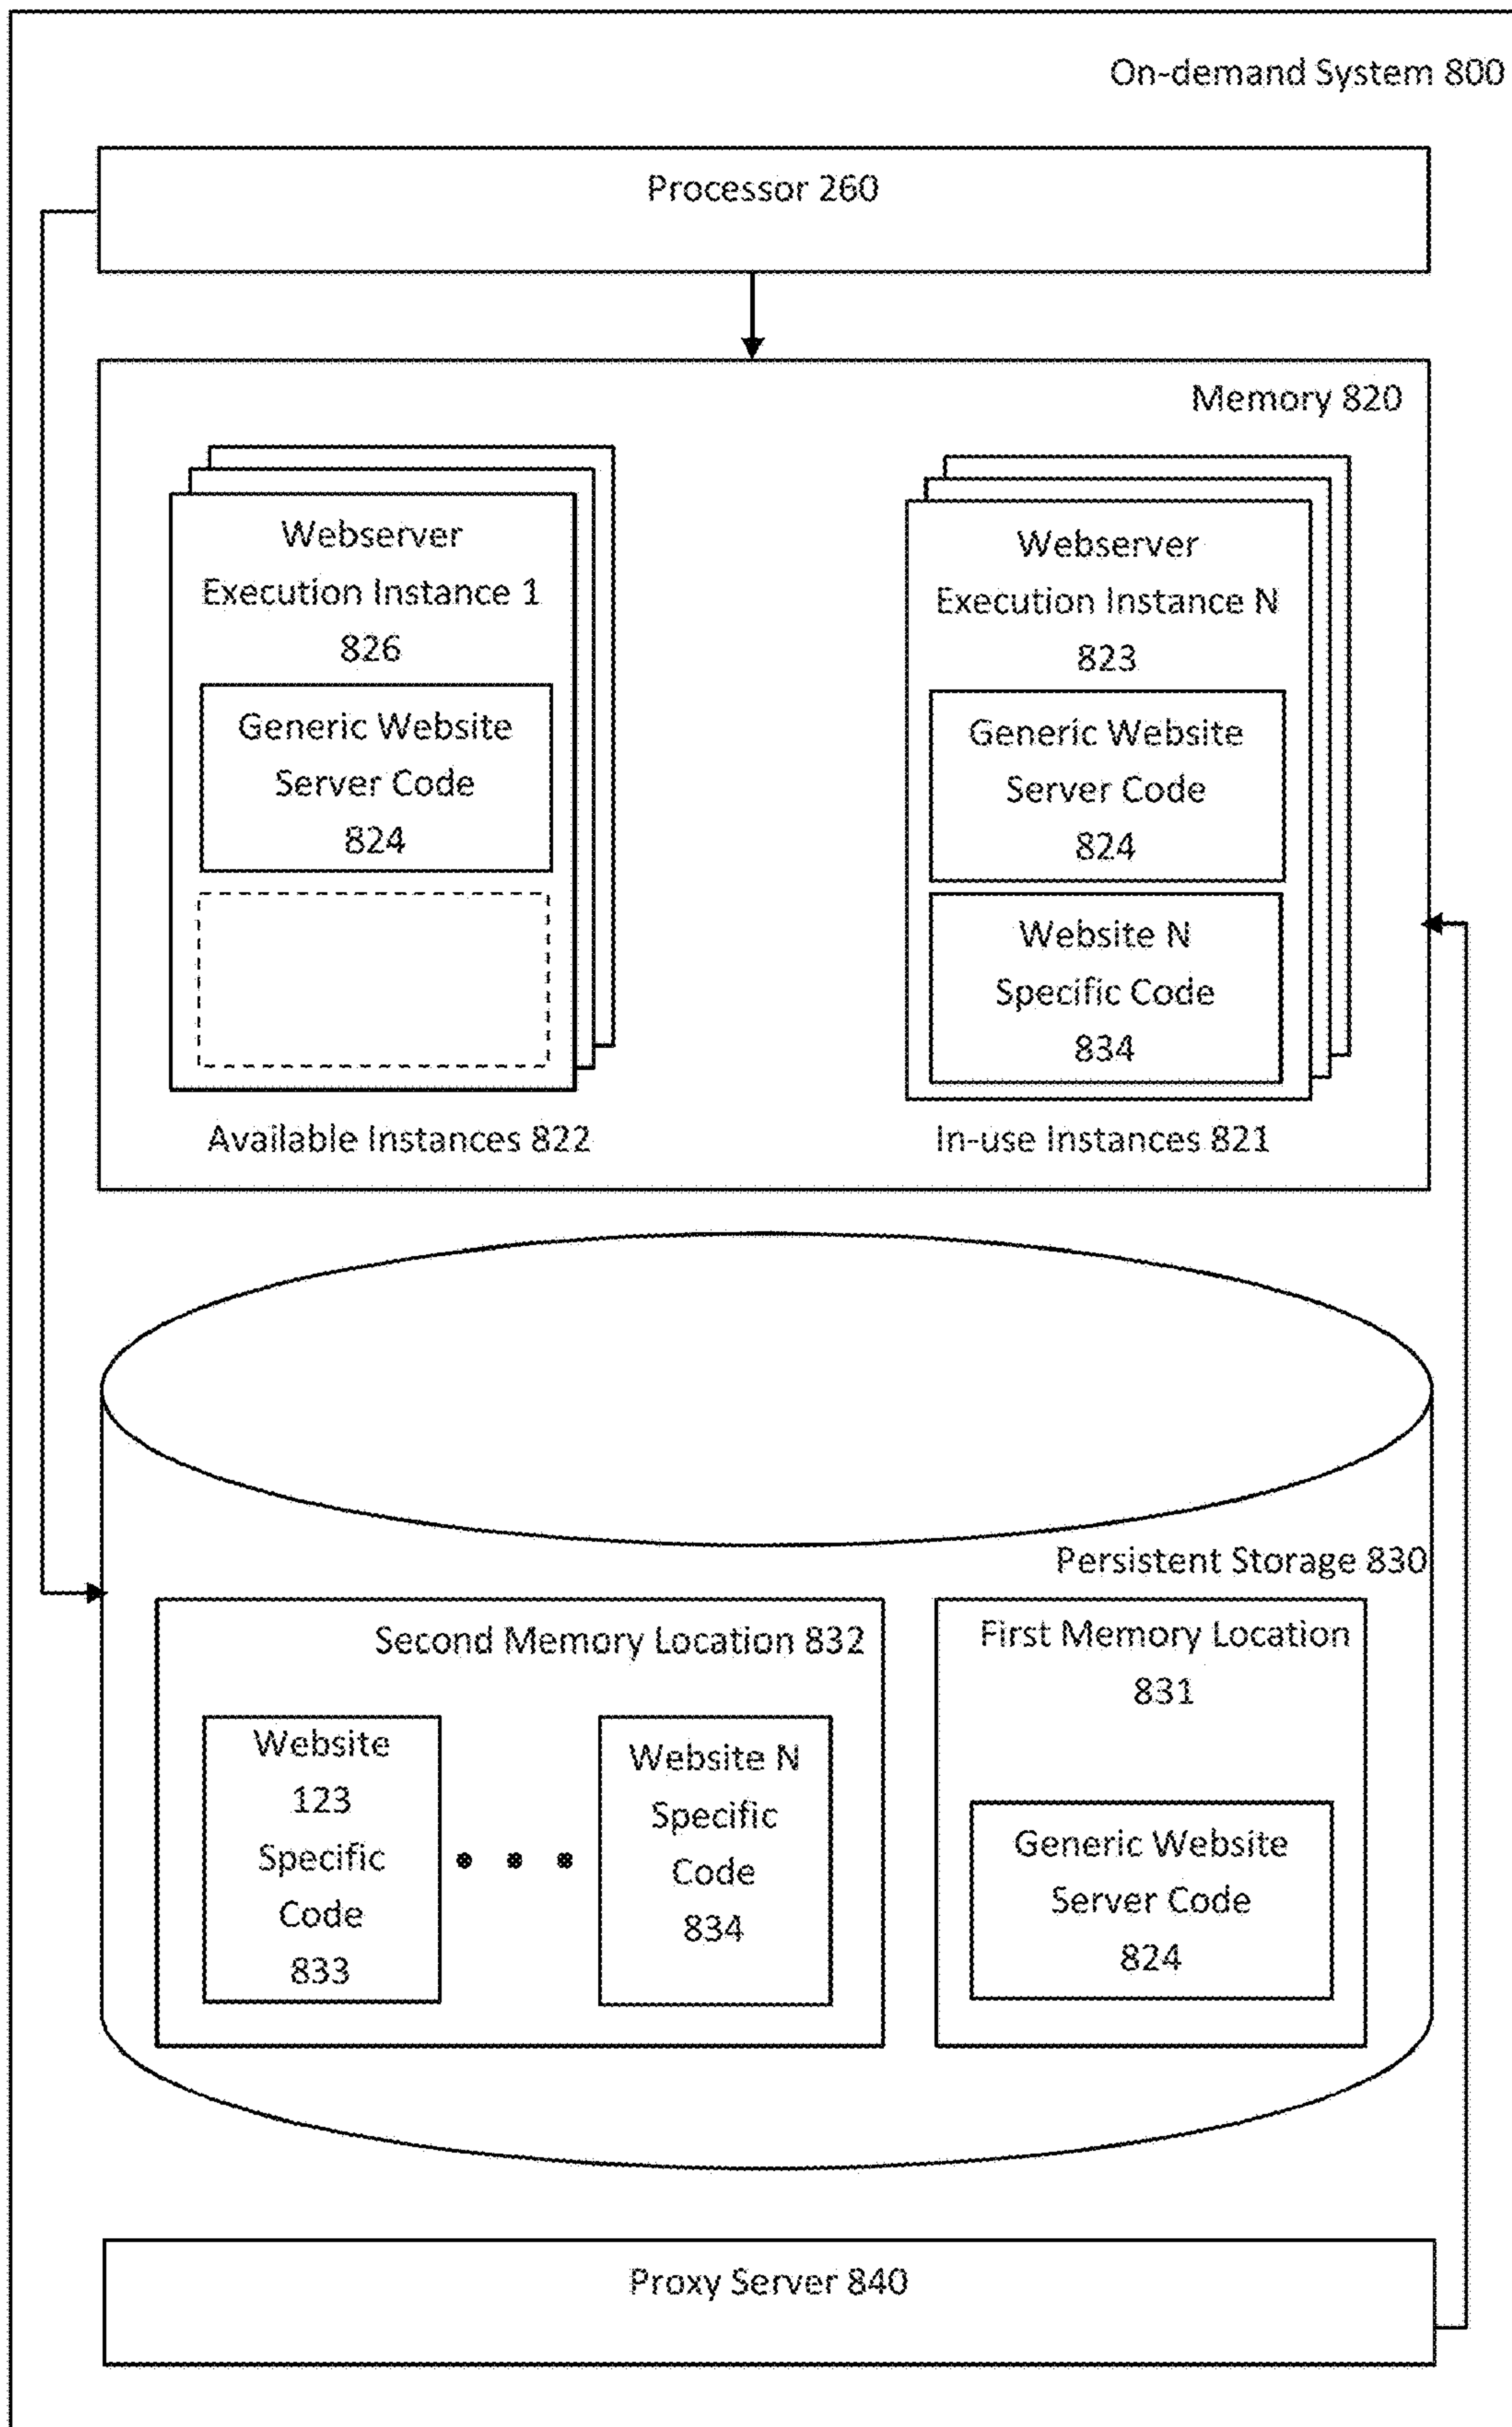 On-demand System 800
Processor 260
Memory 820
Webserver
Execution Instance 1
826
Generic Website
Server Code
824
Available Instances 822
Webserver
Execution Instance N
823
Generic Website
Server Code
824
Website N
Specific Code
834
In-use Instances 821
Persistent Storage 830
Second Memory Location 832
Website
123
Specific
Code
833
Website N
Specific
Code
834
First Memory Location
831
Generic Website
Server Code
824
Proxy Server 840